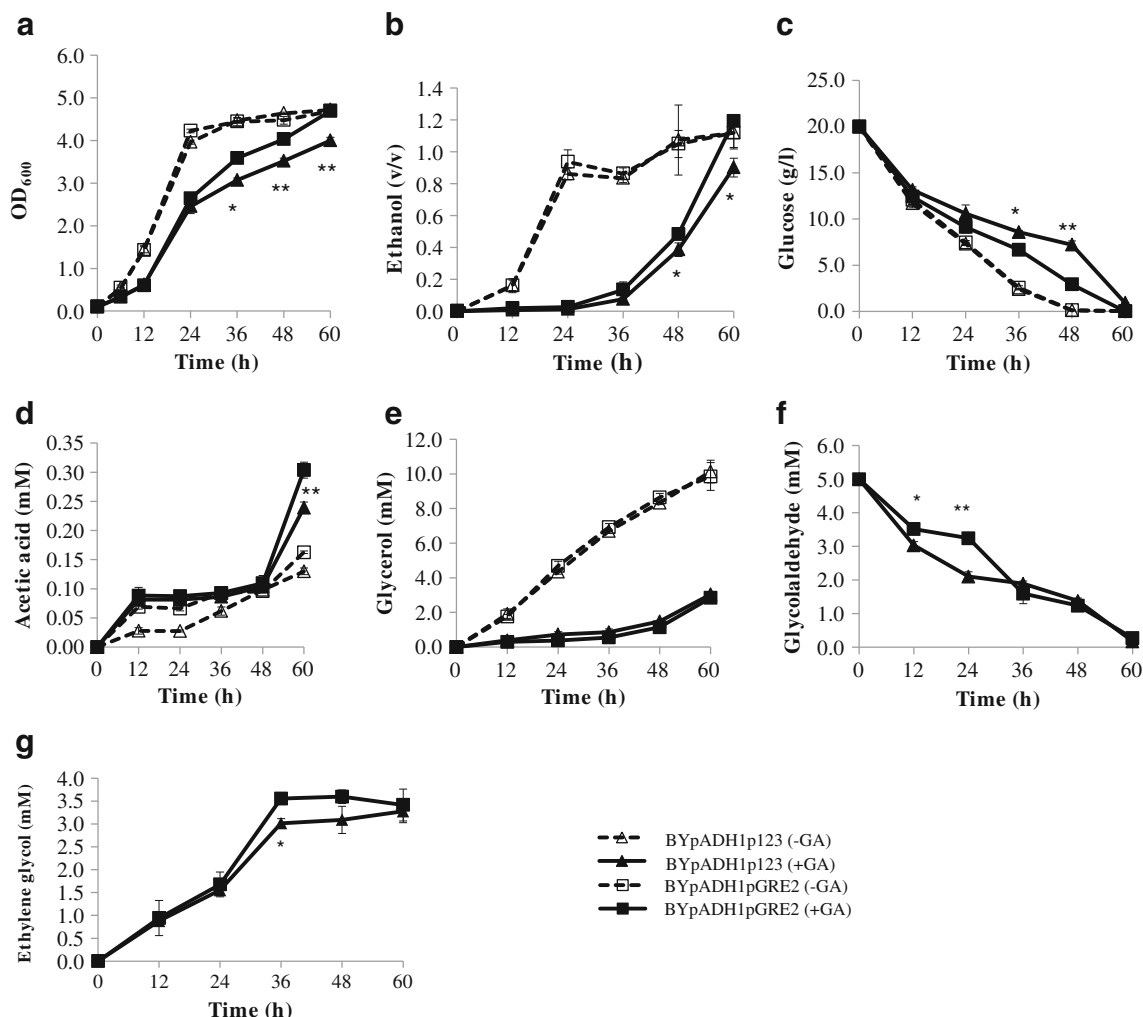 a
OD600
6.0
5.0
4.0
3.0
2.0
1.0
0.0
0 12 24 36 48 60
Time (h)
* ** **
b
Ethanol (v/v)
1.4
1.2
1.0
0.8
0.6
0.4
0.2
0.0
0 12 24 36 48 60
Time (h)
* *
c
Glucose (g/l)
25.0
20.0
15.0
10.0
5.0
0.0
0 12 24 36 48 60
Time (h)
* **
d
Acetic acid (mM)
0.35
0.30
0.25
0.20
0.15
0.10
0.05
0.00
0 12 24 36 48 60
Time (h)
**
e
Glycerol (mM)
12.0
10.0
8.0
6.0
4.0
2.0
0.0
0 12 24 36 48 60
Time (h)
f
Glycolaldehyde (mM)
6.0
5.0
4.0
3.0
2.0
1.0
0.0
0 12 24 36 48 60
Time (h)
* **
g
Ethylene glycol (mM)
4.0
3.5
3.0
2.5
2.0
1.5
1.0
0.5
0.0
0 12 24 36 48 60
Time (h)
*
BYpADH1p123 (-GA)
BYpADH1p123 (+GA)
BYpADH1pGRE2 (-GA)
BYpADH1pGRE2 (+GA)